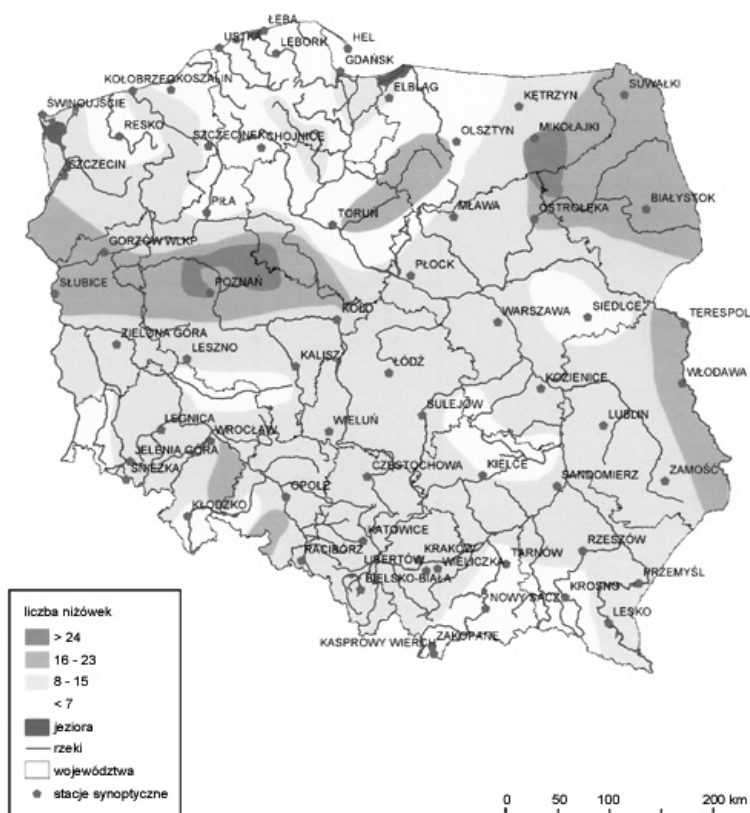 ŁEBA
USTKA
LĘBORK
HEL
GDAŃSK
KOŁOBRZEG
KOSZALIN
ELBLĄG
SUWAŁKI
KĘTRZYN
ŚWINOUJŚCIE
RESKO
SZCZECINEK
CHOJNICE
OLSZTYN
MIKOŁAJKI
SZCZECIN
PIŁA
TORUŃ
MŁAWA
OSTROŁĘKA
BIAŁYSTOK
GORZÓW WLKP
PŁOCK
SŁUBICE
POZNAŃ
KOŁO
WARSZAWA
SIEDLCE
TERESPOL
ZIELONA GÓRA
LESZNO
KALISZ
ŁÓDŹ
KOZIENICE
WŁODAWA
SULEJÓW
LEGNICA
WROCŁAW
WIELUŃ
LUBLIN
JELENIA GÓRA
ŚNIEŻKA
CZĘSTOCHOWA
KIELCE
SANDOMIERZ
ZAMOŚĆ
KŁODZKO
OPOLE
KATOWICE
RACIBÓRZ
LIBERTÓW
KRAKÓW
WIELICZKA
TARNÓW
RZESZÓW
BIELSKO-BIAŁA
PRZEMYŚL
NOWY SĄCZ
KROSNO
LESKO
KASPROWY WIERCH
ZAKOPANE
liczba niżówek
> 24
16 - 23
8 - 15
< 7
jeziora
rzeki
województwa
stacje synoptyczne
0 50 100 200 km